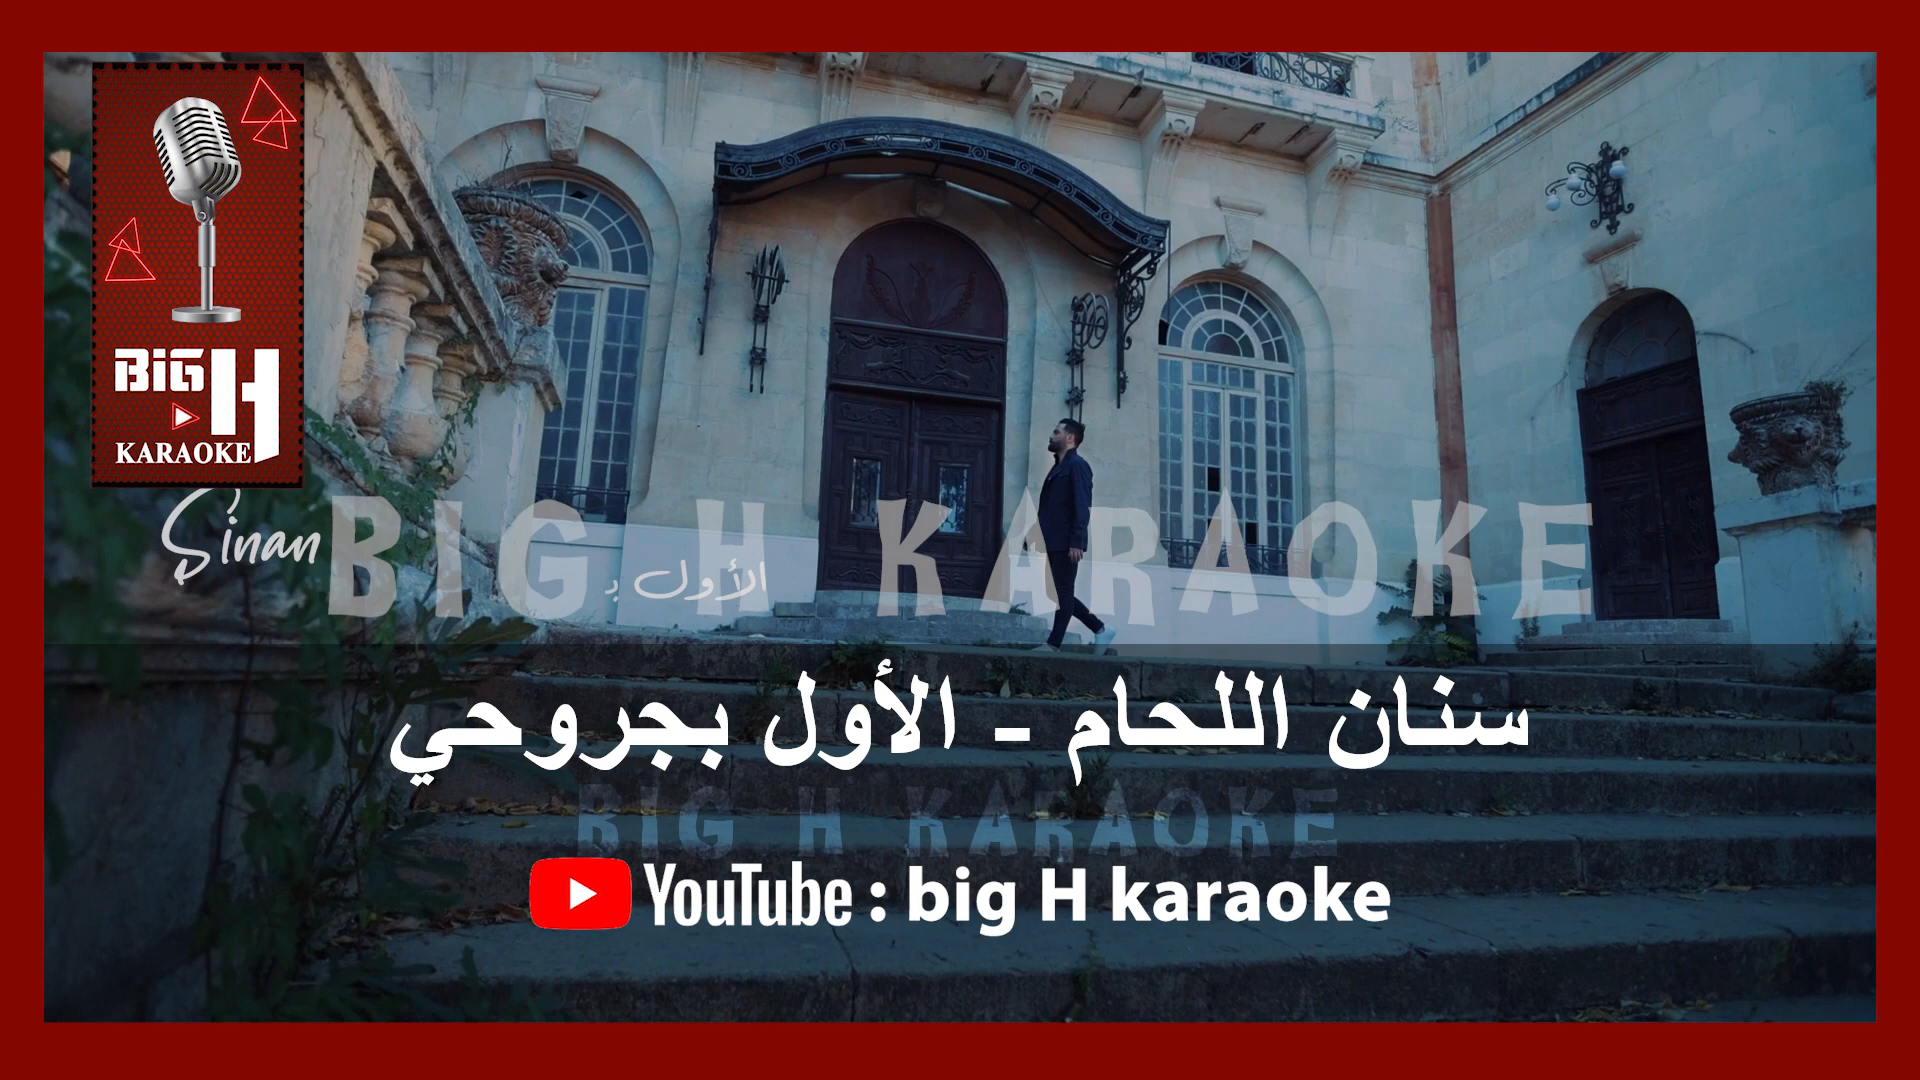 BiG H
KARAOKE
Sinan
BIG H KARAOKE
الأول بـ
سنان اللحام - الأول بجروحي
BIG H KARAOKE
YouTube : big H karaoke